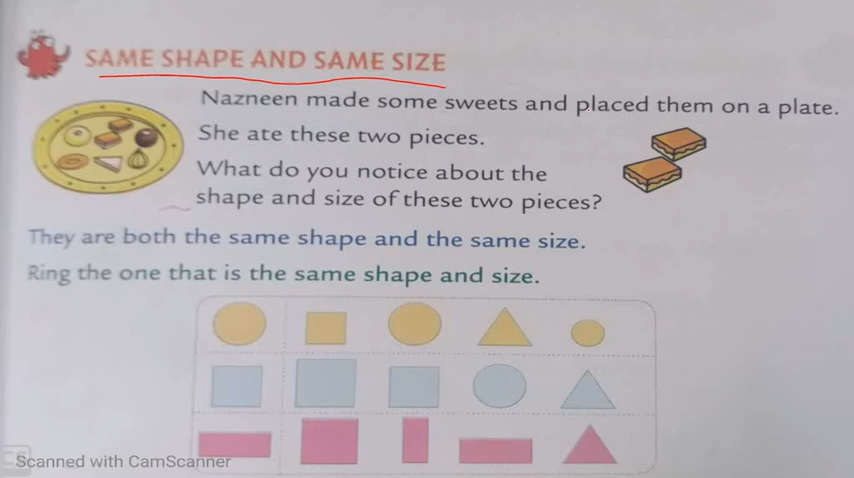 SAME SHAPE AND SAME SIZE
Nazneen made some sweets and placed them on a plate.
She ate these two pieces.
What do you notice about the
shape and size of these two pieces?
They are both the same shape and the same size.
Ring the one that is the same shape and size.
CS
Scanned with CamScanner